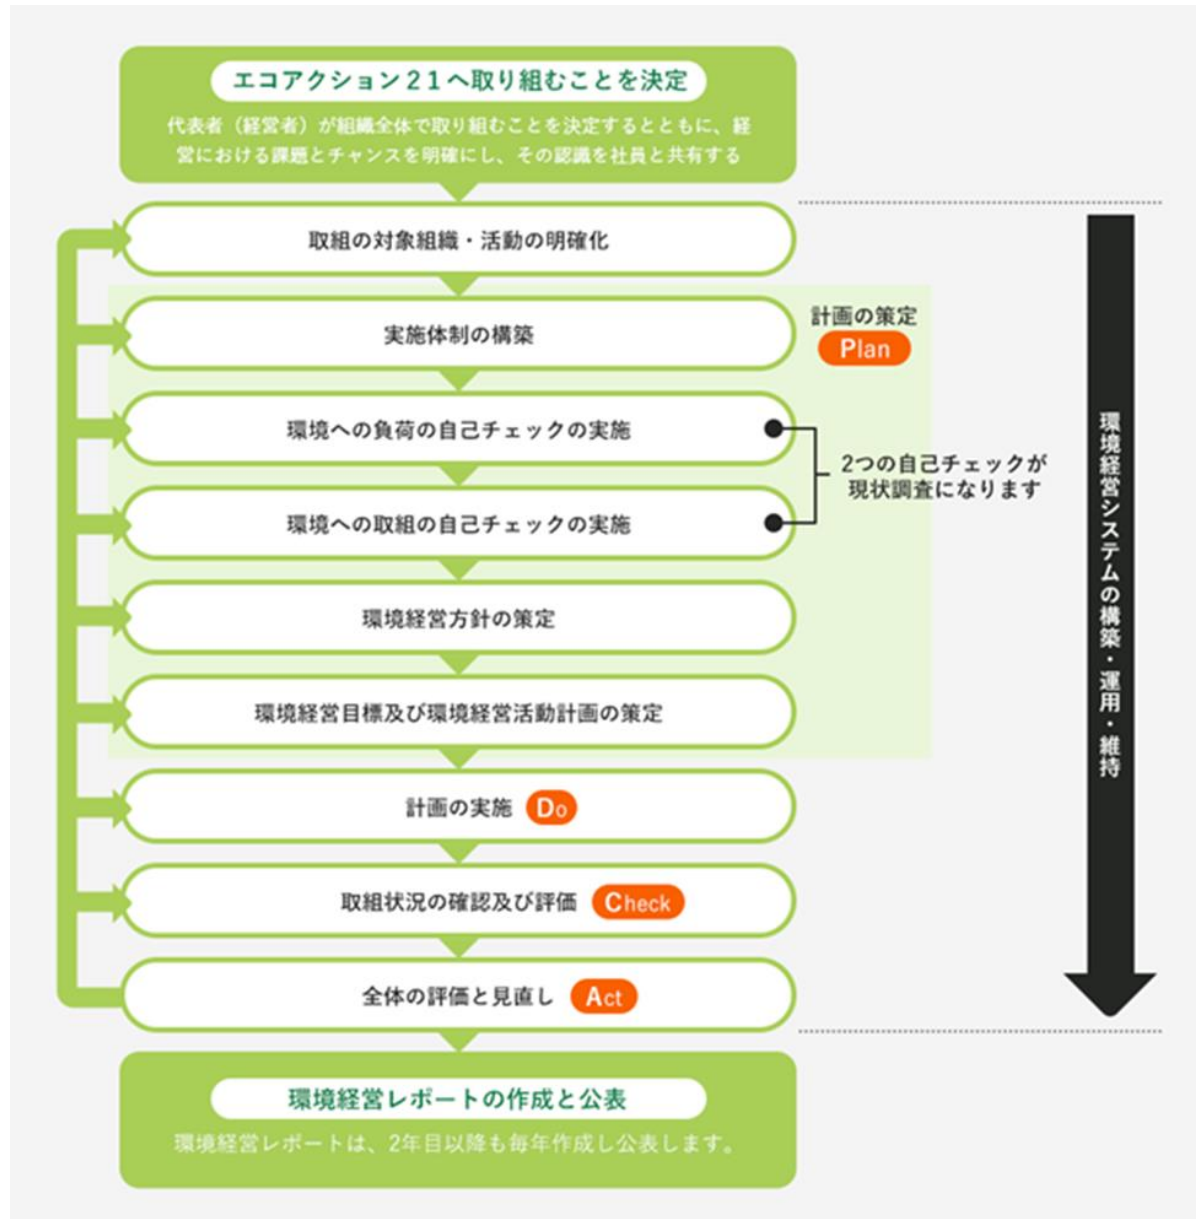 エコアクション２１へ取り組むことを決定
代表者（経営者）が組織全体で取り組むことを決定するとともに、経
営における課題とチャンスを明確にし、その認識を社員と共有する
取組の対象組織・活動の明確化
実施体制の構築
計画の策定
Plan
環境への負荷の自己チェックの実施
2つの自己チェックが
現状調査になります
環境への取組の自己チェックの実施
環境経営方針の策定
環境経営目標及び環境経営活動計画の策定
計画の実施 Do
取組状況の確認及び評価 Check
全体の評価と見直し Act
環境経営システムの構築・運用・維持
環境経営レポートの作成と公表
環境経営レポートは、2年目以降も毎年作成し公表します。